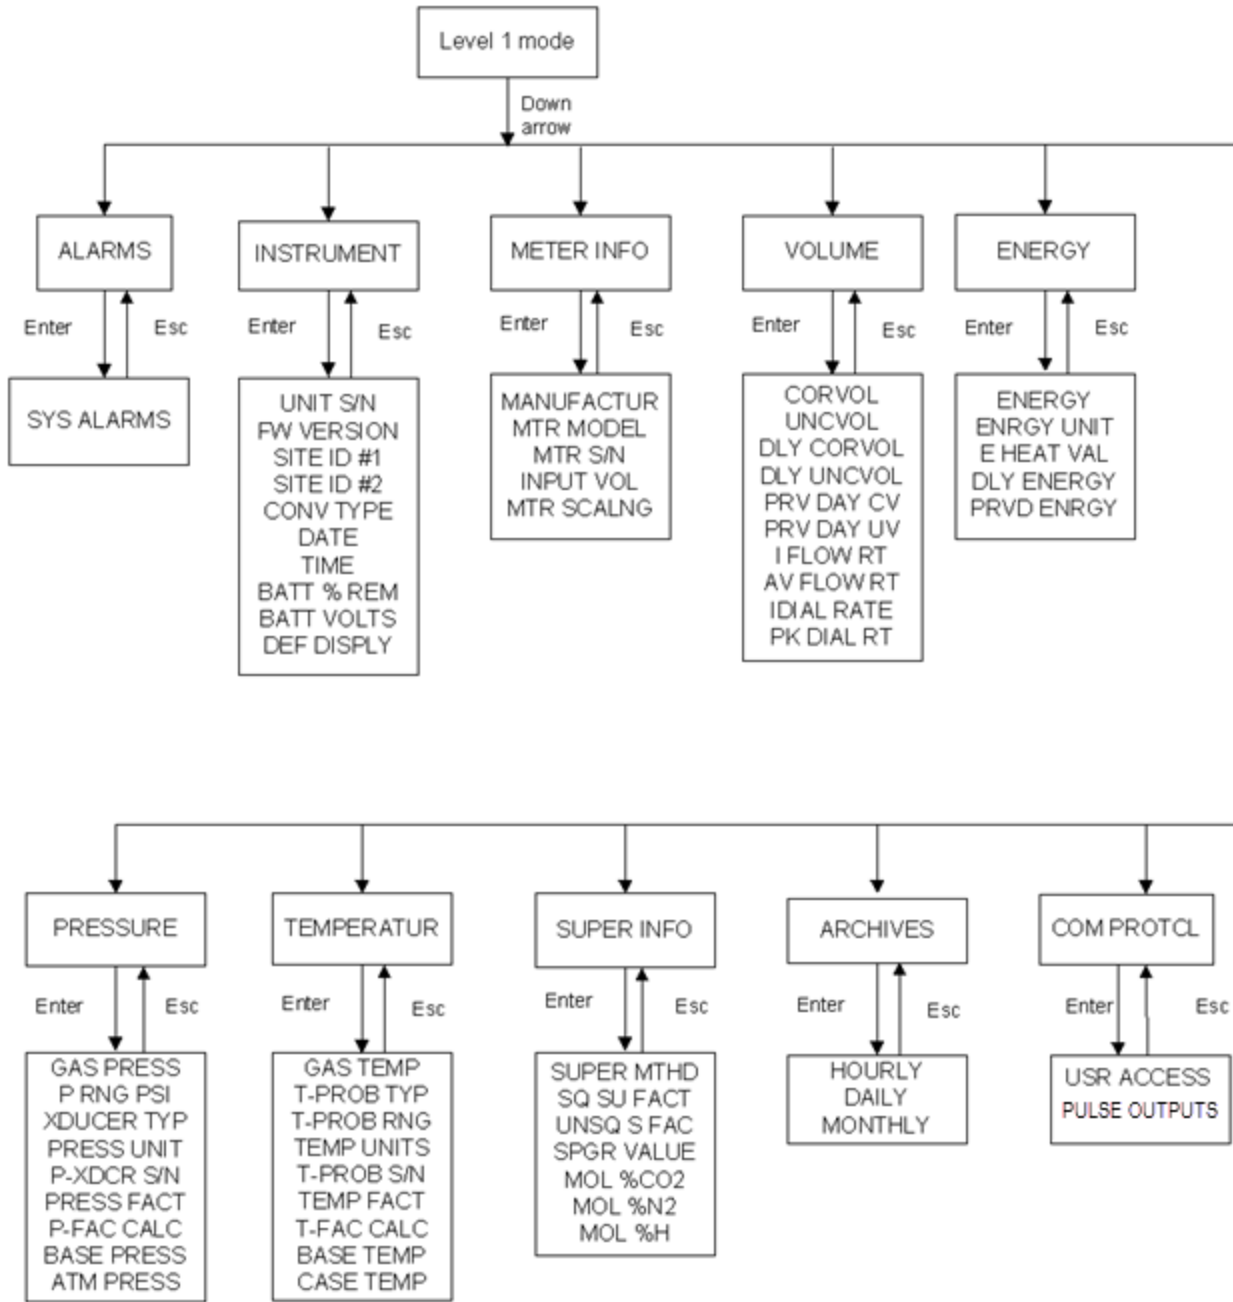 Level 1 mode
Down
arrow
ALARMS
INSTRUMENT
METER INFO
VOLUME
ENERGY
Enter
Esc
Enter
Esc
Enter
Esc
Enter
Esc
Enter
Esc
SYS ALARMS
UNIT S/N
FW VERSION
SITE ID #1
SITE ID #2
CONV TYPE
DATE
TIME
BATT % REM
BATT VOLTS
DEF DISPLY
MANUFACTUR
MTR MODEL
MTR S/N
INPUT VOL
MTR SCALNG
CORVOL
UNCVOL
DLY CORVOL
DLY UNCVOL
PRV DAY CV
PRV DAY UV
I FLOW RT
AV FLOW RT
IDIAL RATE
PK DIAL RT
ENERGY
ENRGY UNIT
E HEAT VAL
DLY ENERGY
PRVD ENRGY
PRESSURE
TEMPERATUR
SUPER INFO
ARCHIVES
COM PROTCL
Enter
Esc
Enter
Esc
Enter
Esc
Enter
Esc
Enter
Esc
GAS PRESS
P RNG PSI
XDUCER TYP
PRESS UNIT
P-XDCR S/N
PRESS FACT
P-FAC CALC
BASE PRESS
ATM PRESS
GAS TEMP
T-PROB TYP
T-PROB RNG
TEMP UNITS
T-PROB S/N
TEMP FACT
T-FAC CALC
BASE TEMP
CASE TEMP
SUPER MTHD
SQ SU FACT
UNSQ S FAC
SPGR VALUE
MOL %CO2
MOL %N2
MOL %H
HOURLY
DAILY
MONTHLY
USR ACCESS
PULSE OUTPUTS